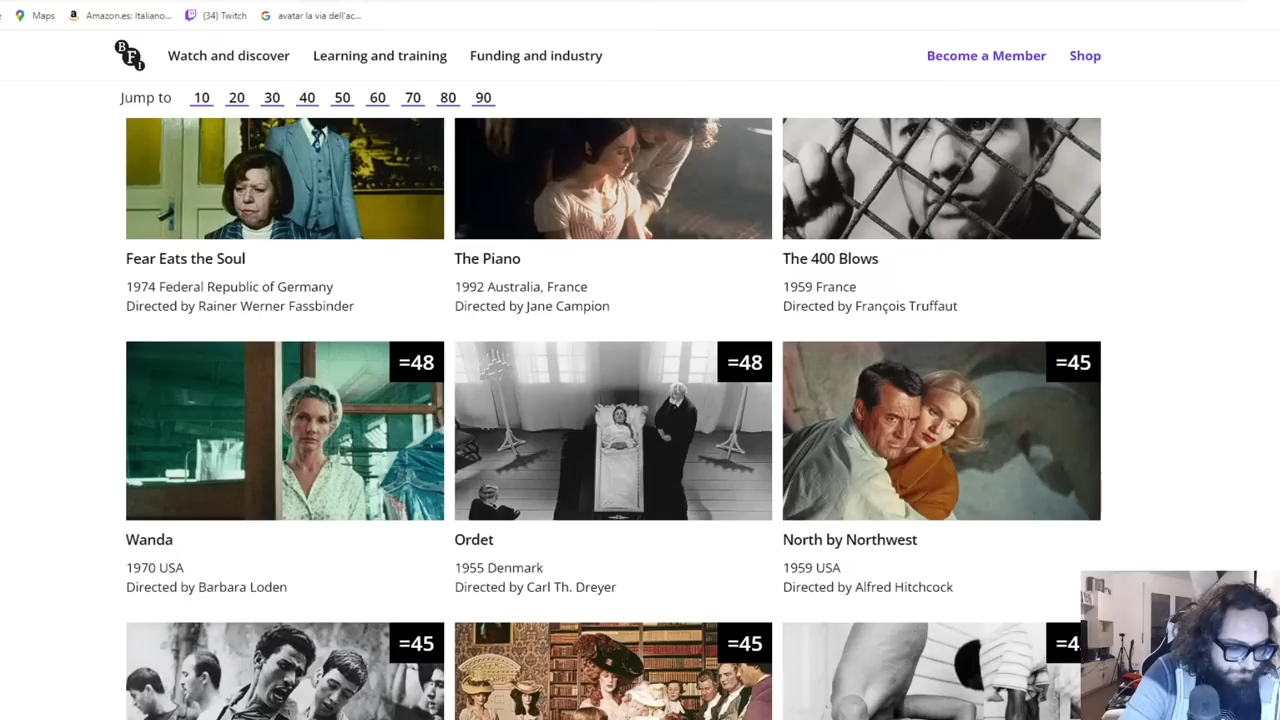 Maps Amazon.es: Italiano... (34) Twitch avatar la via dell'ac...
BFI Watch and discover Learning and training Funding and industry Become a Member Shop
Jump to 10 20 30 40 50 60 70 80 90
Fear Eats the Soul
1974 Federal Republic of Germany
Directed by Rainer Werner Fassbinder
The Piano
1992 Australia, France
Directed by Jane Campion
The 400 Blows
1959 France
Directed by François Truffaut
=48
Wanda
1970 USA
Directed by Barbara Loden
=48
Ordet
1955 Denmark
Directed by Carl Th. Dreyer
=45
North by Northwest
1959 USA
Directed by Alfred Hitchcock
=45
=45